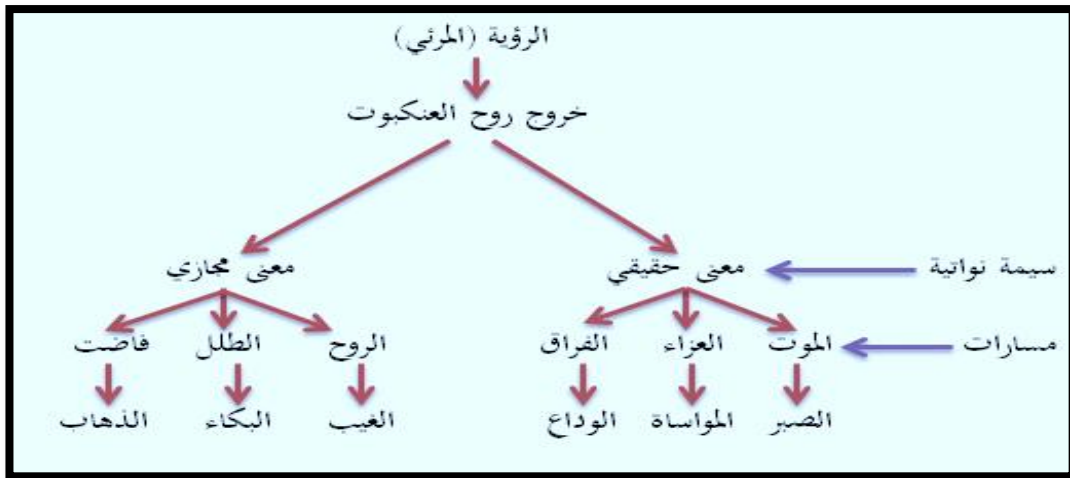 الرؤية (المرئي)
خروج روح العنكبوت
سيمة نواتية معنى حقيقي معنى مجازي
مسارات الموت العزاء الفراق الروح الطلل فاضت
الصبر المواساة الوداع الغيب البكاء الذهاب